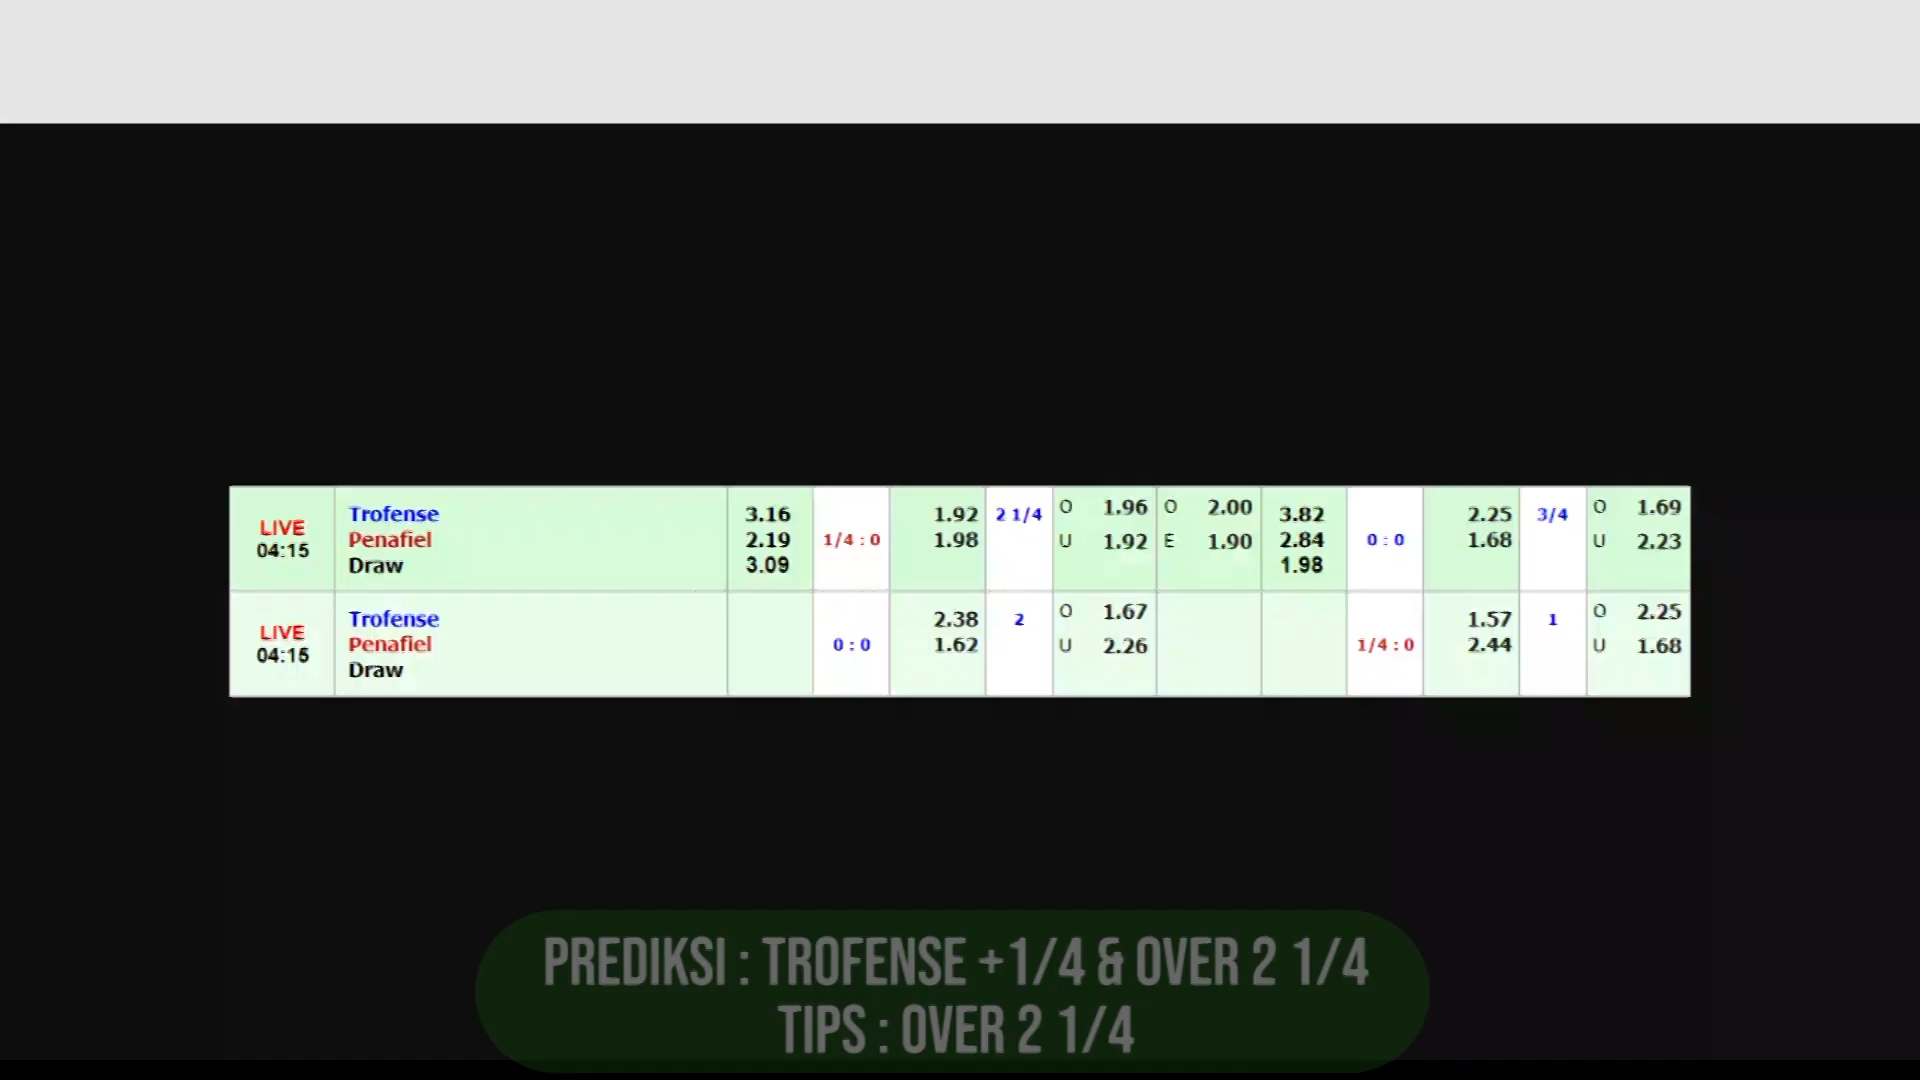 LIVE 04:15 Trofense 3.16 1/4 : 0 1.92 2 1/4 O 1.96 O 2.00 3.82 0 : 0 2.25 3/4 O 1.69
Penafiel 2.19 1.98 U 1.92 E 1.90 2.84 1.68 U 2.23
Draw 3.09 1.98
LIVE 04:15 Trofense 0 : 0 2.38 2 O 1.67 1/4 : 0 1.57 1 O 2.25
Penafiel 1.62 U 2.26 2.44 U 1.68
Draw
PREDIKSI : TROFENSE +1/4 & OVER 2 1/4
TIPS : OVER 2 1/4